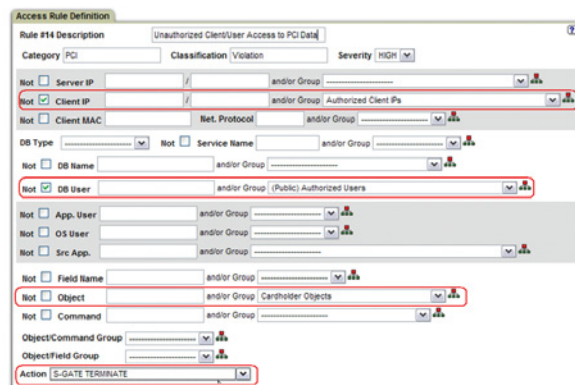 Access Rule Definition
Rule #14 Description Unauthorized Client/User Access to PCI Data
Category PCI Classification Violation Severity HIGH
Not Server IP / and/or Group ----------------------
Not Client IP / and/or Group Authorized Client IPs
Not Client MAC Net. Protocol and/or Group ----------------------
DB Type ---------------------- Not Service Name and/or Group ----------------------
Not DB Name and/or Group ----------------------
Not DB User and/or Group (Public) Authorized Users
Not App. User and/or Group ----------------------
Not OS User and/or Group ----------------------
Not Src App. and/or Group ----------------------
Not Field Name and/or Group ----------------------
Not Object and/or Group Cardholder Objects
Not Command and/or Group ----------------------
Object/Command Group ----------------------
Object/Field Group ----------------------
Action S-GATE TERMINATE